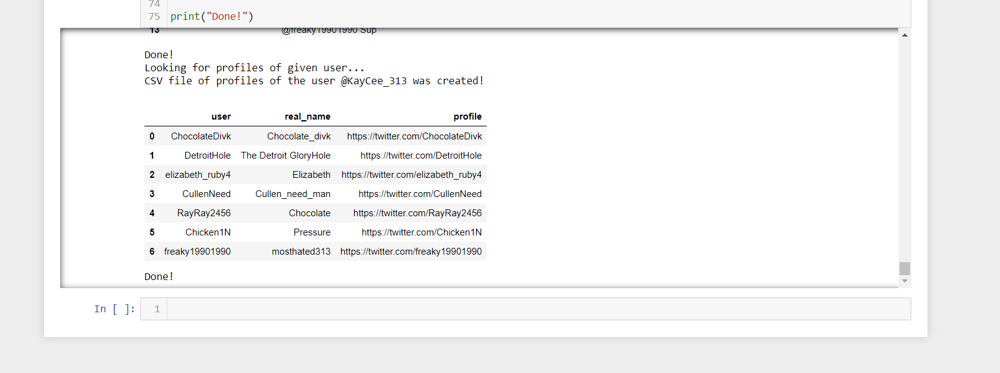 74
75 print("Done!")
13 @freaky19901990 Sup
Done!
Looking for profiles of given user...
CSV file of profiles of the user @KayCee_313 was created!
user real_name profile
0 ChocolateDivk Chocolate_divk https://twitter.com/ChocolateDivk
1 DetroitHole The Detroit GloryHole https://twitter.com/DetroitHole
2 elizabeth_ruby4 Elizabeth https://twitter.com/elizabeth_ruby4
3 CullenNeed Cullen_need_man https://twitter.com/CullenNeed
4 RayRay2456 Chocolate https://twitter.com/RayRay2456
5 Chicken1N Pressure https://twitter.com/Chicken1N
6 freaky19901990 mosthated313 https://twitter.com/freaky19901990
Done!
In [ ]: 1